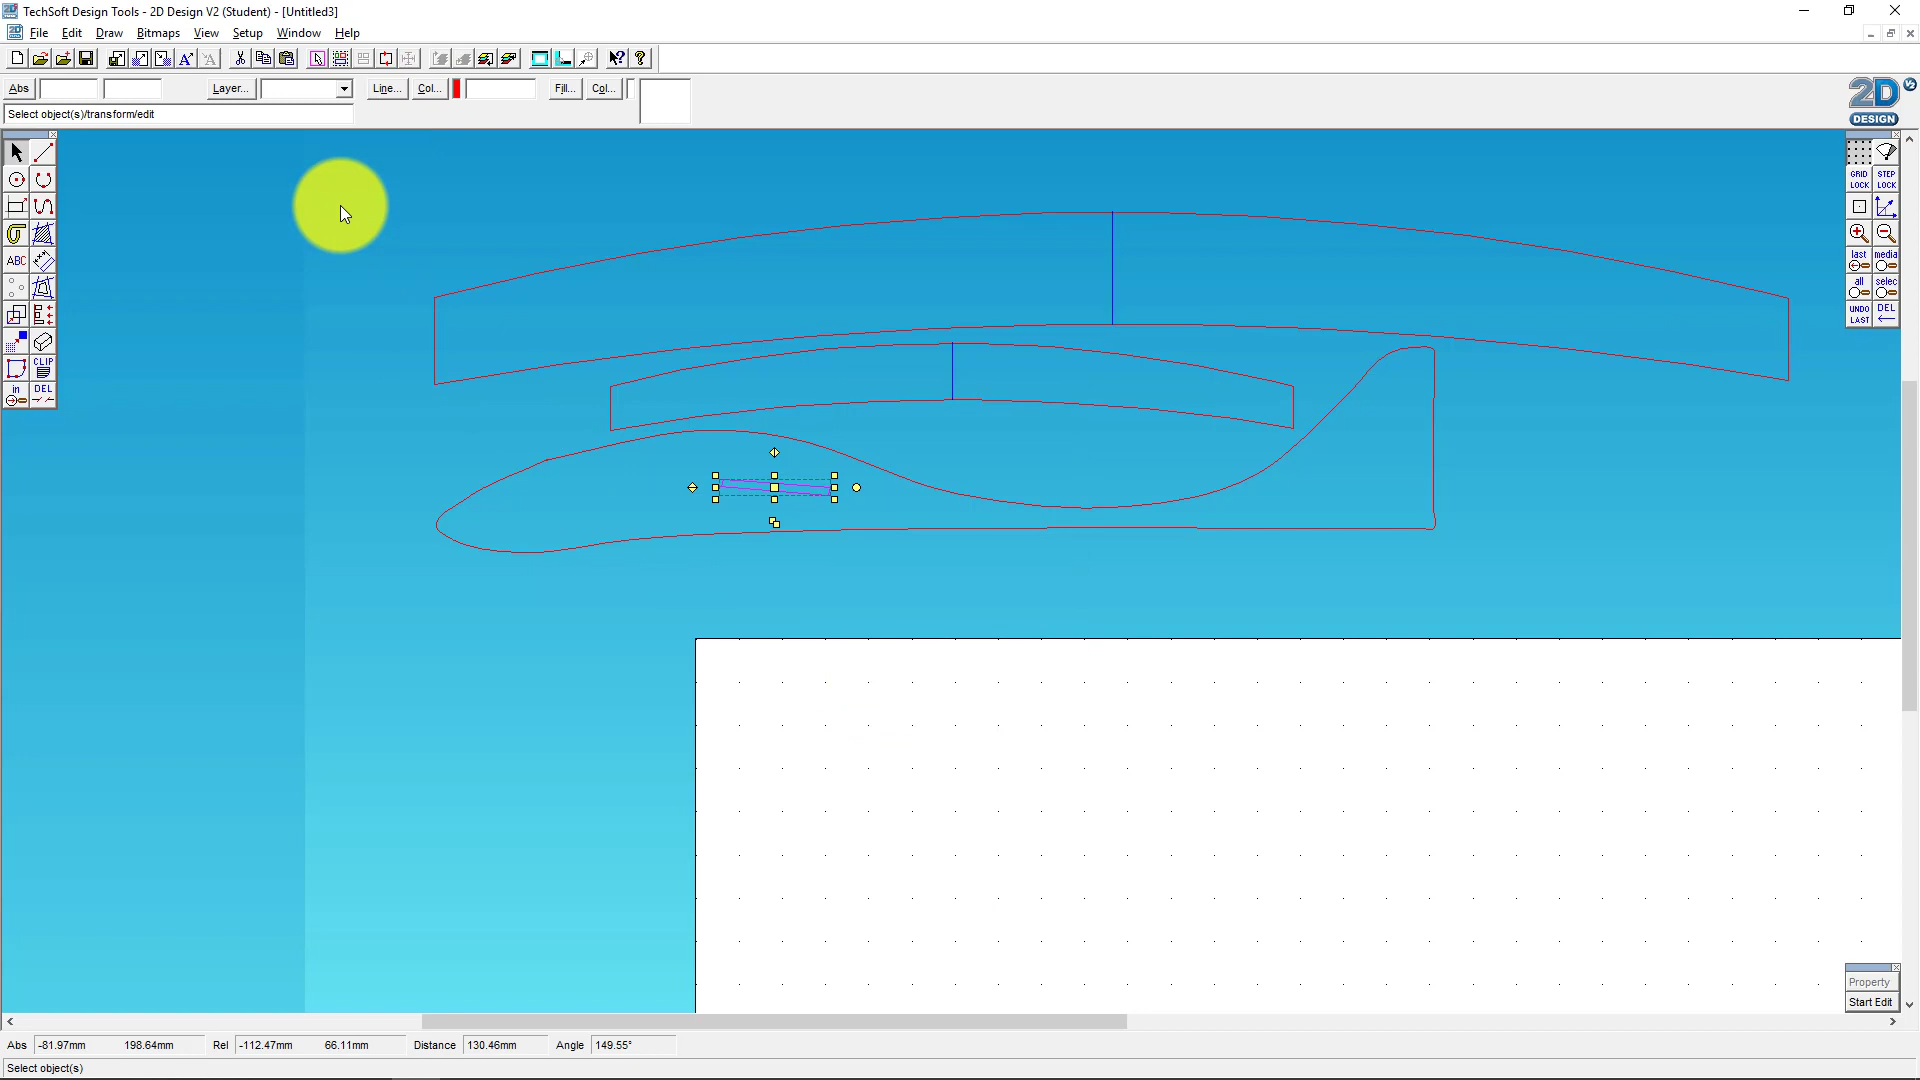 TechSoft Design Tools - 2D Design V2 (Student) - [Untitled3]
File Edit Draw Bitmaps View Setup Window Help
Abs Layer... Line... Col... Fill... Col...
Select object(s)/transform/edit
2D V2
DESIGN
ABC
CLIP
in DEL
GRID LOCK STEP LOCK
last media
all selec
UNDO LAST DEL
Property
Start Edit
Abs -81.97mm 198.64mm Rel -112.47mm 66.11mm Distance 130.46mm Angle 149.55°
Select object(s)